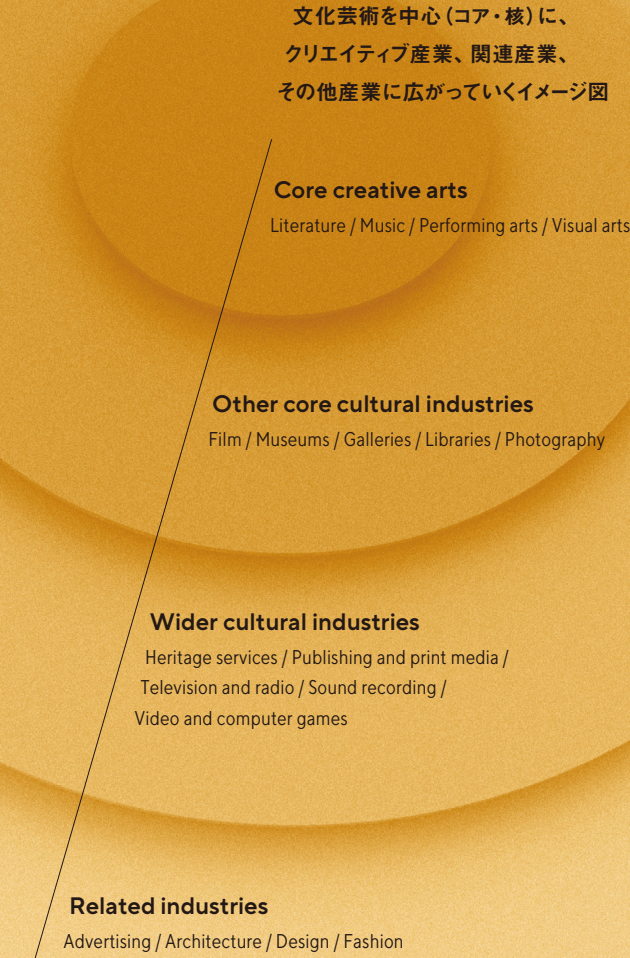 文化芸術を中心（コア・核）に、
クリエイティブ産業、関連産業、
その他産業に広がっていくイメージ図
Core creative arts
Literature / Music / Performing arts / Visual arts
Other core cultural industries
Film / Museums / Galleries / Libraries / Photography
Wider cultural industries
Heritage services / Publishing and print media /
Television and radio / Sound recording /
Video and computer games
Related industries
Advertising / Architecture / Design / Fashion